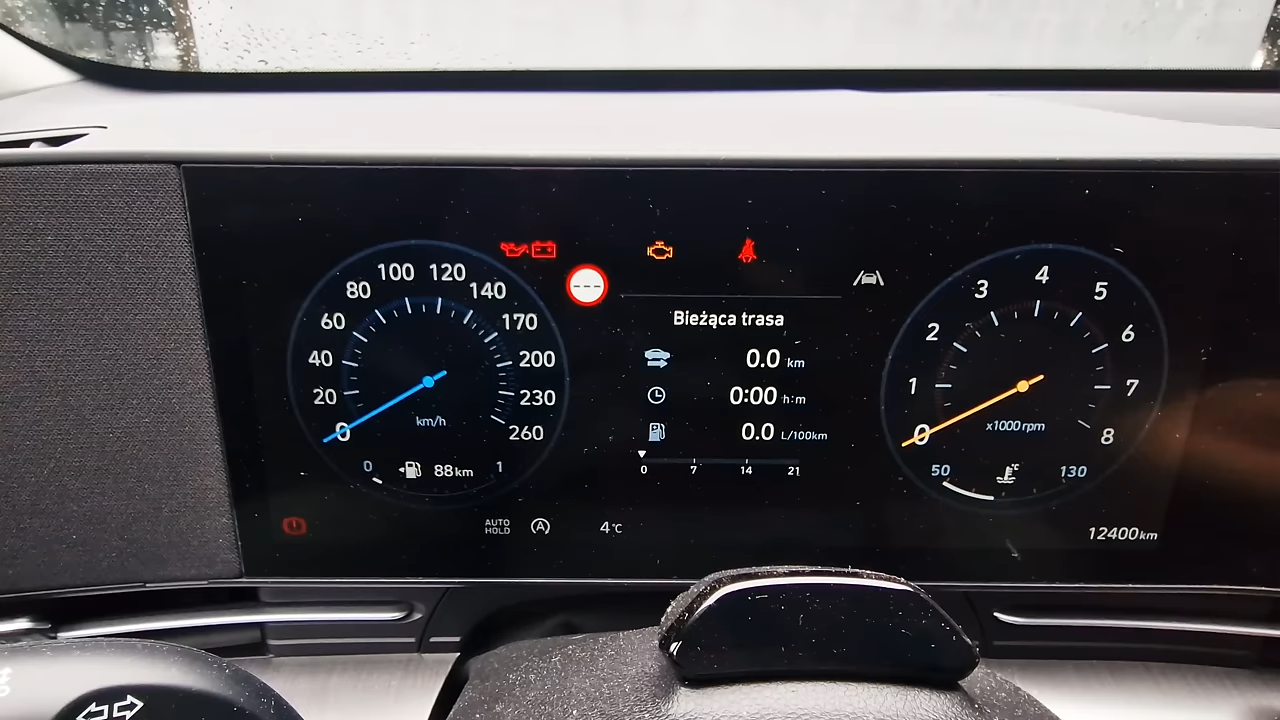 20
40
60
80
100
120
140
170
200
230
260
0
km/h
0
88 km
1
---
Bieżąca trasa
0.0 km
0:00 h:m
0.0 L/100km
0 7 14 21
0
1
2
3
4
5
6
7
8
x1000 rpm
50
°C
130
AUTO
HOLD
A
4°C
12400 km